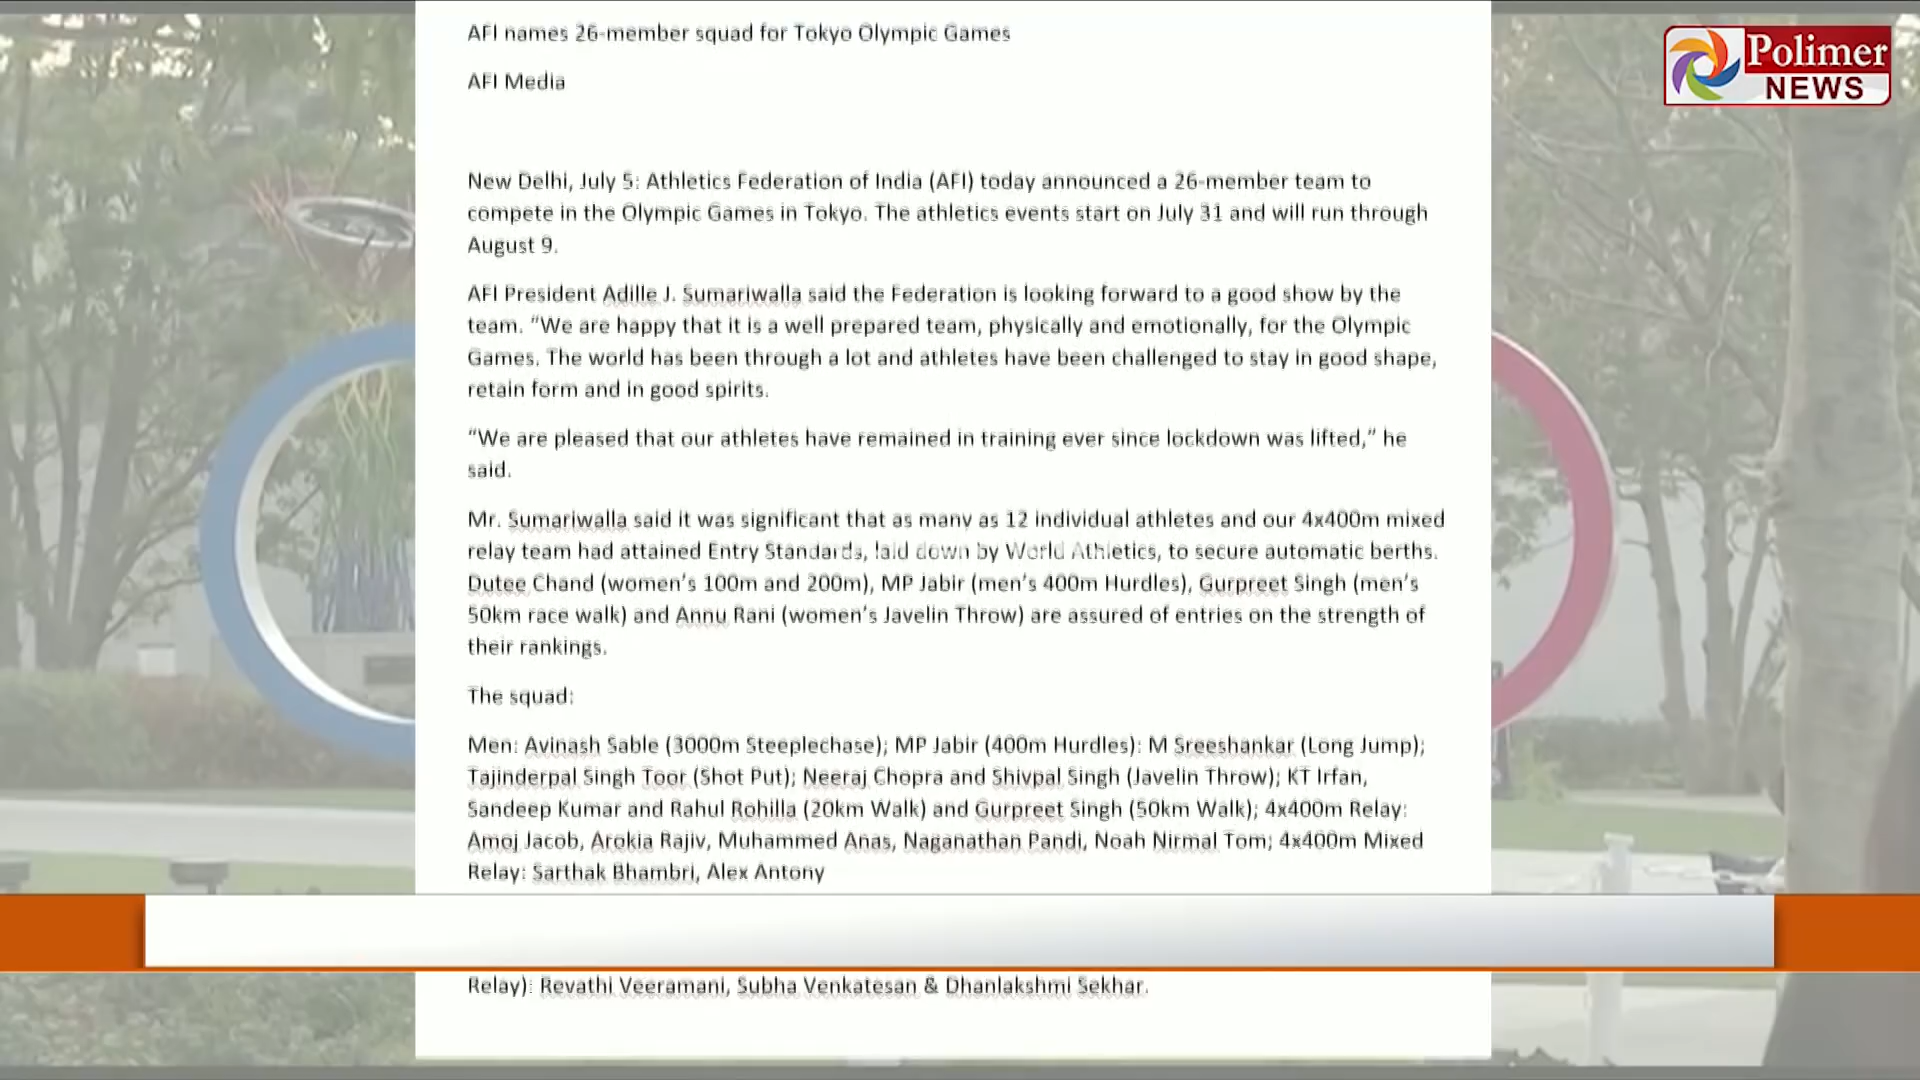 AFI names 26-member squad for Tokyo Olympic Games
Polimer
NEWS
AFI Media
New Delhi, July 5: Athletics Federation of India (AFI) today announced a 26-member team to
compete in the Olympic Games in Tokyo. The athletics events start on July 31 and will run through
August 9.
AFI President Adille J. Sumariwalla said the Federation is looking forward to a good show by the
team. “We are happy that it is a well prepared team, physically and emotionally, for the Olympic
Games. The world has been through a lot and athletes have been challenged to stay in good shape,
retain form and in good spirits.
“We are pleased that our athletes have remained in training ever since lockdown was lifted,” he
said.
Mr. Sumariwalla said it was significant that as many as 12 individual athletes and our 4x400m mixed
relay team had attained Entry Standards, laid down by World Athletics, to secure automatic berths.
Dutee Chand (women’s 100m and 200m), MP Jabir (men’s 400m Hurdles), Gurpreet Singh (men’s
50km race walk) and Annu Rani (women’s Javelin Throw) are assured of entries on the strength of
their rankings.
The squad:
Men: Avinash Sable (3000m Steeplechase); MP Jabir (400m Hurdles): M Sreeshankar (Long Jump);
Tajinderpal Singh Toor (Shot Put); Neeraj Chopra and Shivpal Singh (Javelin Throw); KT Irfan,
Sandeep Kumar and Rahul Rohilla (20km Walk) and Gurpreet Singh (50km Walk); 4x400m Relay:
Amoj Jacob, Arokia Rajiv, Muhammed Anas, Naganathan Pandi, Noah Nirmal Tom; 4x400m Mixed
Relay: Sarthak Bhambri, Alex Antony
Relay): Revathi Veeramani, Subha Venkatesan & Dhanlakshmi Sekhar.